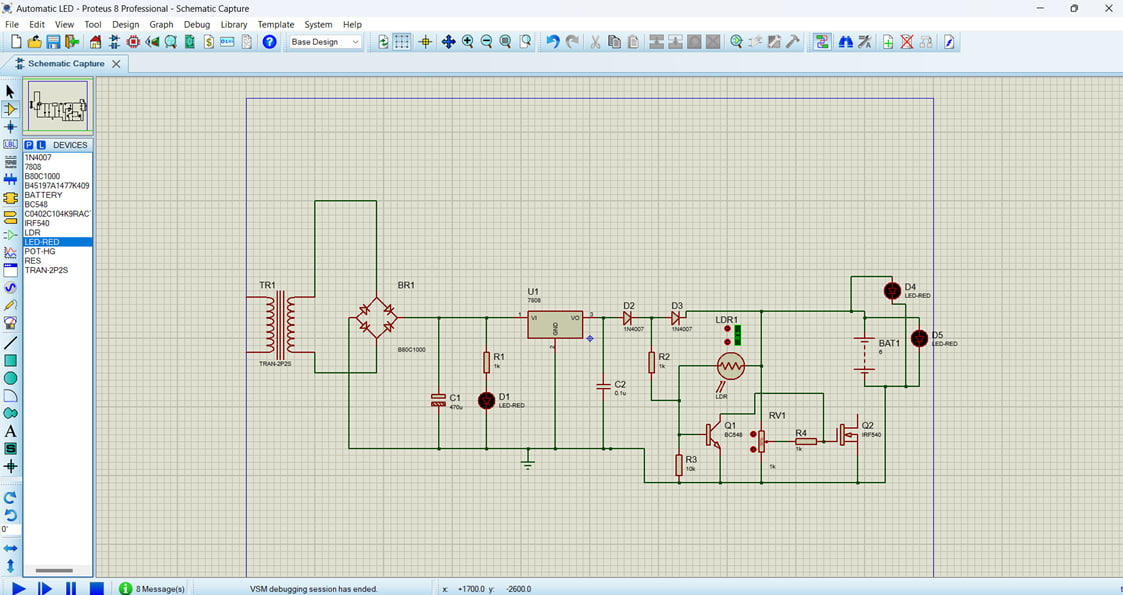 Automatic LED - Proteus 8 Professional - Schematic Capture
File Edit View Tool Design Graph Debug Library Template System Help
Base Design
Schematic Capture
P L DEVICES
1N4007
7808
B80C1000
B45197A1477K409
BATTERY
BC548
C0402C104K9RAC
IRF540
LDR
LED-RED
POT-HG
RES
TRAN-2P2S
LBL
A
S
0°
TR1
TRAN-2P2S
BR1
B80C1000
C1
470u
R1
1k
D1
LED-RED
U1
7808
1 VI VO 3
GND
2
C2
0.1u
D2
1N4007
D3
1N4007
R2
1k
LDR1
LDR
R3
10k
Q1
BC548
RV1
1k
R4
1k
Q2
IRF540
BAT1
6
D4
LED-RED
D5
LED-RED
8 Message(s) VSM debugging session has ended. x: +1700.0 y: -2600.0